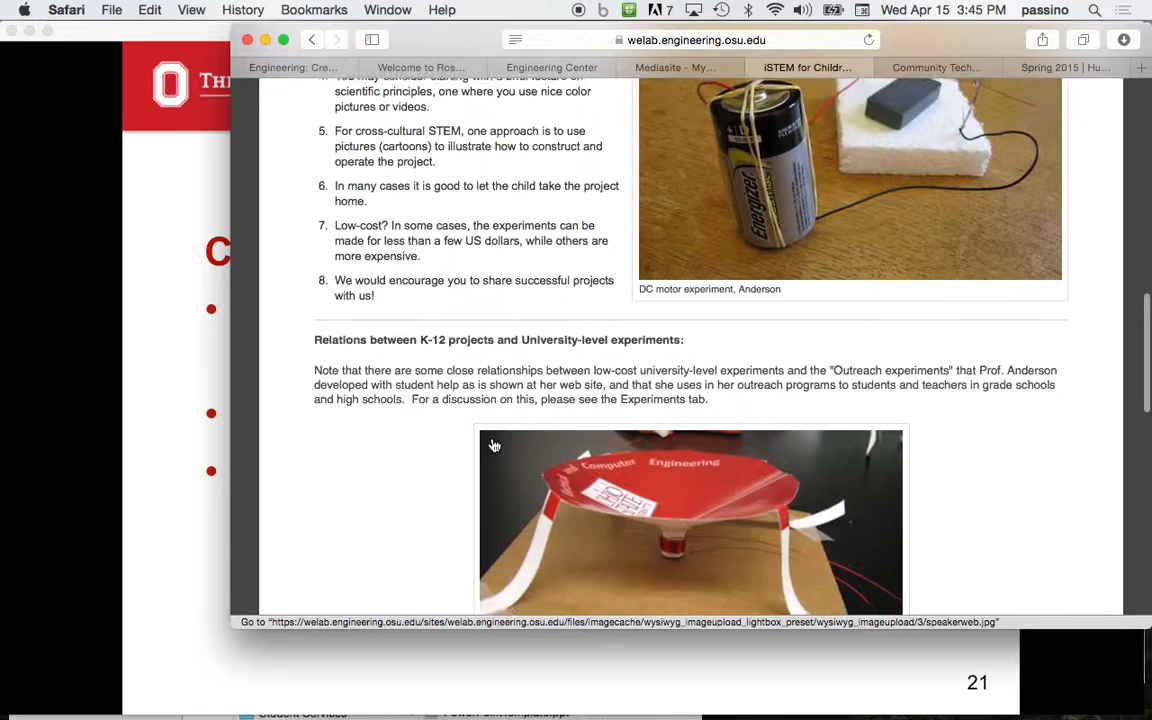 Safari File Edit View History Bookmarks Window Help 7 Wed Apr 15 3:45 PM passino
welab.engineering.osu.edu
Engineering: Cre... Welcome to Ros... Engineering Center Mediasite - My... iSTEM for Childr... Community Tech... Spring 2015 | Hu...
TH
scientific principles, one where you use nice color
pictures or videos.
5. For cross-cultural STEM, one approach is to use
pictures (cartoons) to illustrate how to construct and
operate the project.
6. In many cases it is good to let the child take the project
home.
7. Low-cost? In some cases, the experiments can be
made for less than a few US dollars, while others are
more expensive.
8. We would encourage you to share successful projects
with us!
Energizer
DC motor experiment, Anderson
C
Relations between K-12 projects and University-level experiments:
Note that there are some close relationships between low-cost university-level experiments and the "Outreach experiments" that Prof. Anderson
developed with student help as is shown at her web site, and that she uses in her outreach programs to students and teachers in grade schools
and high schools. For a discussion on this, please see the Experiments tab.
and Computer Engineering
Go to “https://welab.engineering.osu.edu/sites/welab.engineering.osu.edu/files/imagecache/wysiwyg_imageupload_lightbox_preset/wysiwyg_imageupload/3/speakerweb.jpg”
21